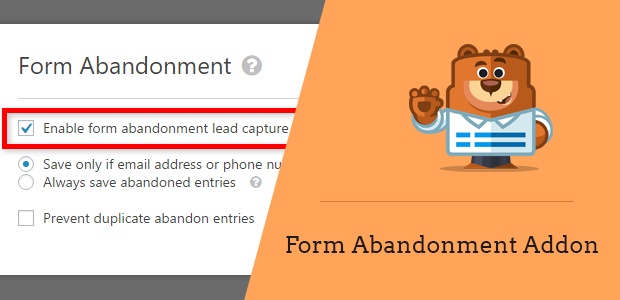 Form Abandonment ?
Enable form abandonment lead capture
Save only if email address or phone nu
Always save abandoned entries ?
Prevent duplicate abandon entries
Form Abandonment Addon